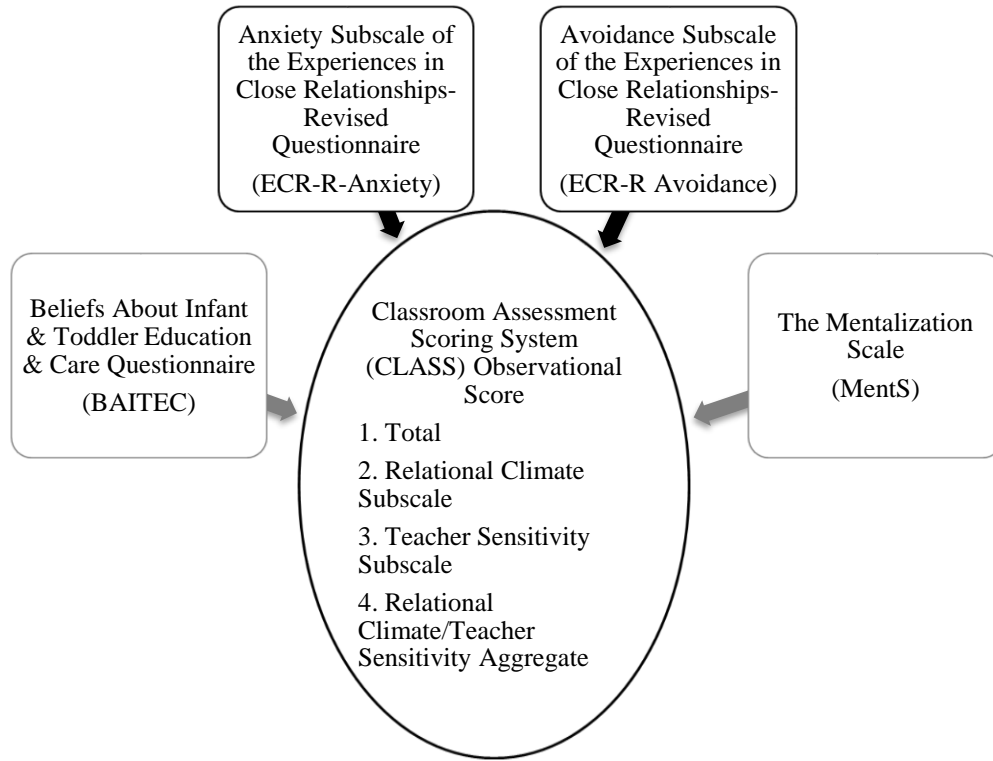 Anxiety Subscale of
the Experiences in
Close Relationships-
Revised
Questionnaire
(ECR-R-Anxiety)
Avoidance Subscale
of the Experiences in
Close Relationships-
Revised
Questionnaire
(ECR-R Avoidance)
Beliefs About Infant
& Toddler Education
& Care Questionnaire
(BAITEC)
Classroom Assessment
Scoring System
(CLASS) Observational
Score
1. Total
2. Relational Climate
Subscale
3. Teacher Sensitivity
Subscale
4. Relational
Climate/Teacher
Sensitivity Aggregate
The Mentalization
Scale
(MentS)